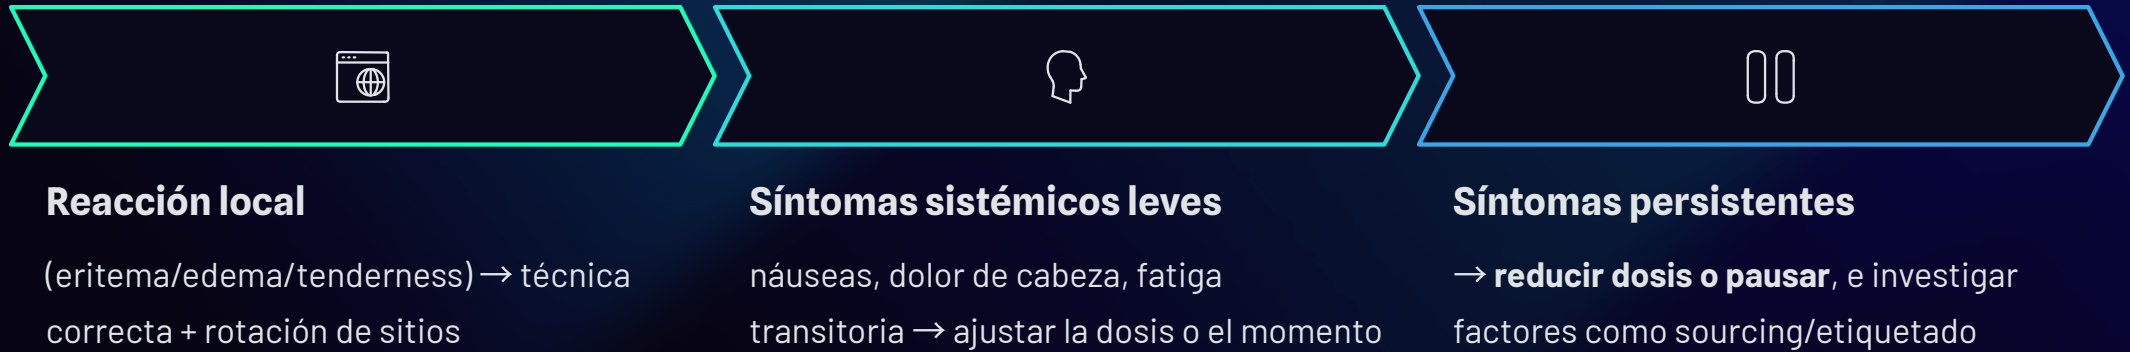 Reacción local
(eritema/edema/tenderness) → técnica
correcta + rotación de sitios
Síntomas sistémicos leves
náuseas, dolor de cabeza, fatiga
transitoria → ajustar la dosis o el momento
Síntomas persistentes
→ reducir dosis o pausar, e investigar
factores como sourcing/etiquetado